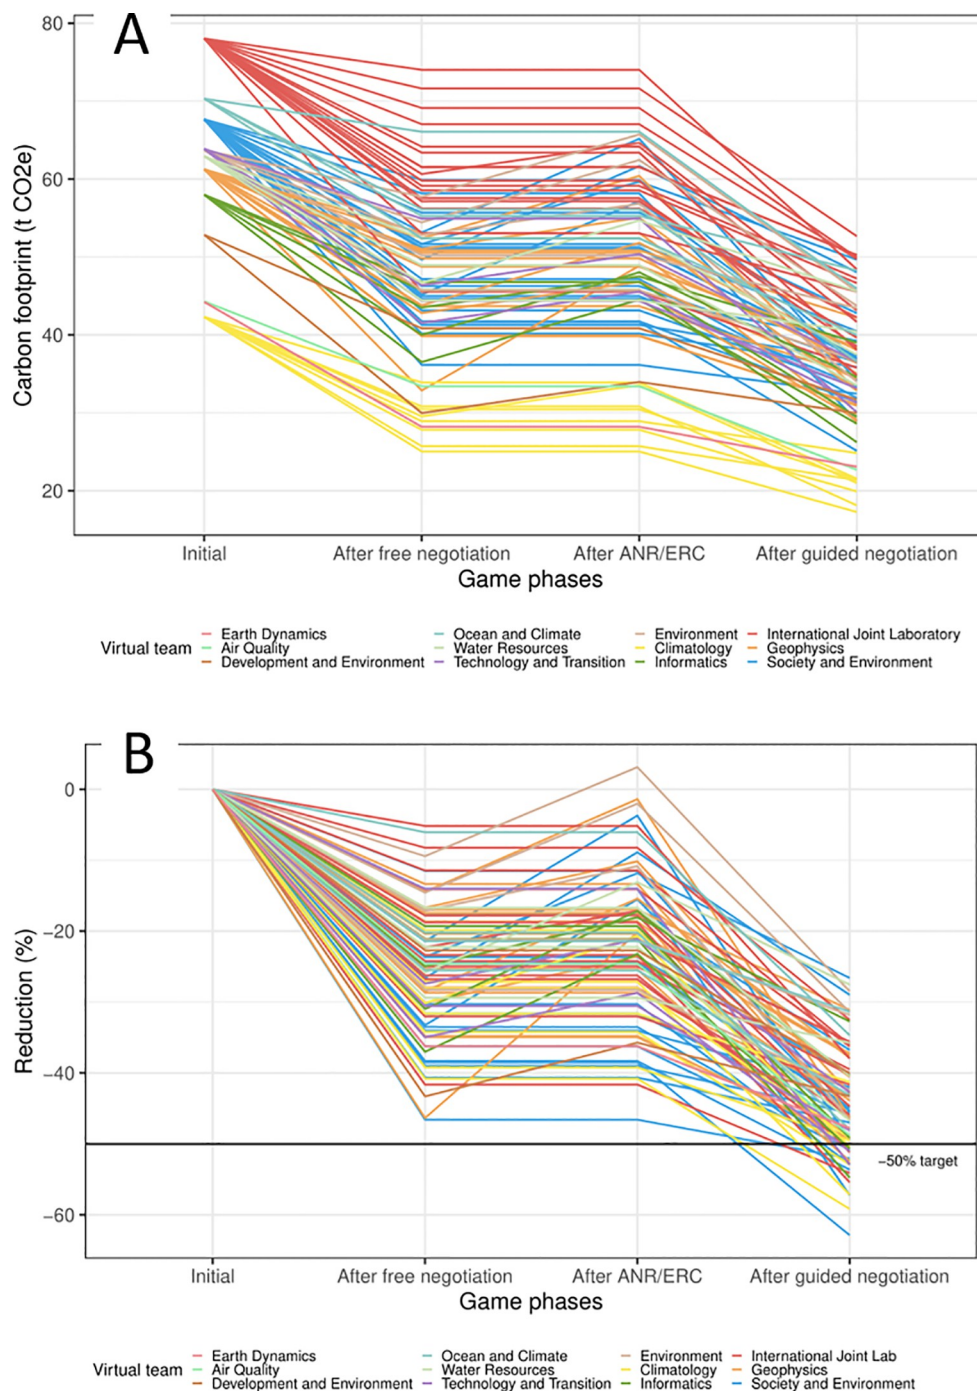 A
80
60
40
20
Carbon footprint (t CO2e)
Initial After free negotiation After ANR/ERC After guided negotiation
Game phases
Virtual team
Earth Dynamics Ocean and Climate Environment International Joint Laboratory
Air Quality Water Resources Climatology Geophysics
Development and Environment Technology and Transition Informatics Society and Environment
B
0
−20
−40
−60
Reduction (%)
−50% target
Initial After free negotiation After ANR/ERC After guided negotiation
Game phases
Virtual team
Earth Dynamics Ocean and Climate Environment International Joint Lab
Air Quality Water Resources Climatology Geophysics
Development and Environment Technology and Transition Informatics Society and Environment